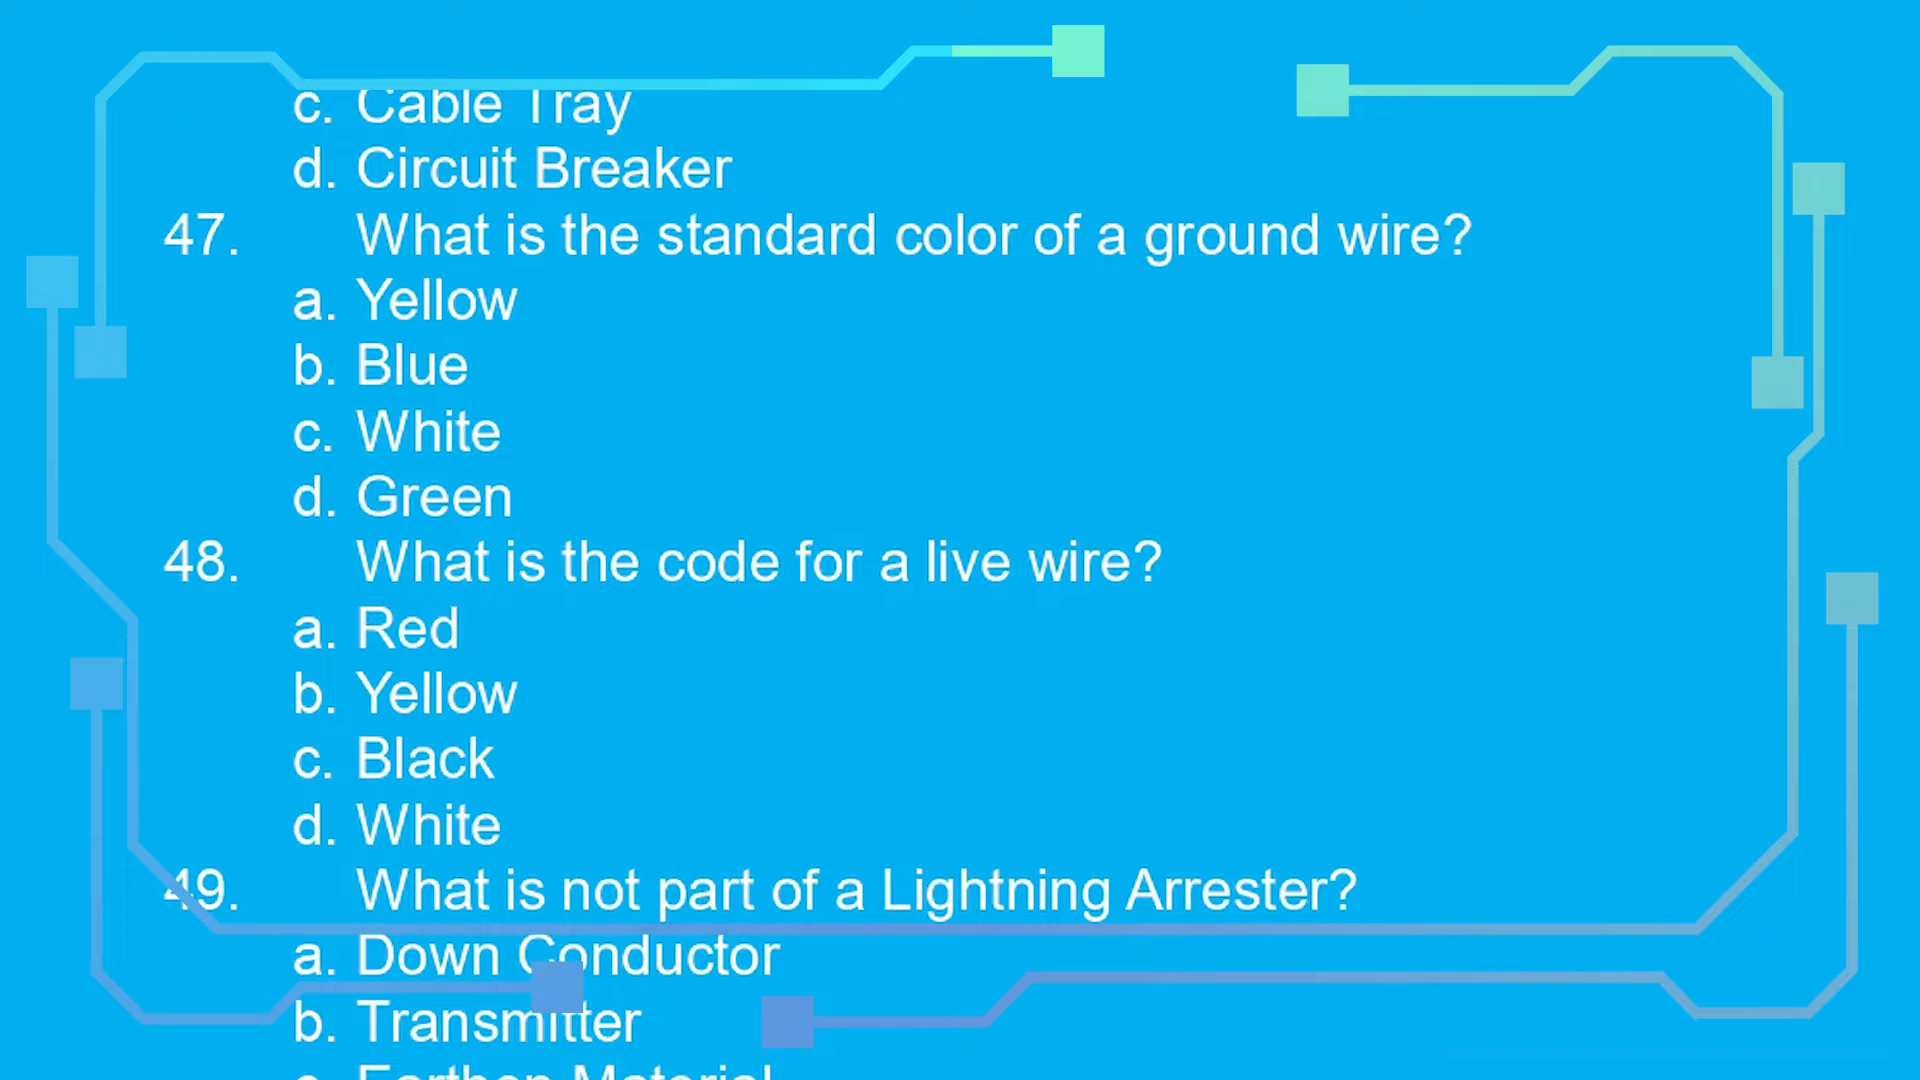 c. Cable Tray
d. Circuit Breaker
47. What is the standard color of a ground wire?
a. Yellow
b. Blue
c. White
d. Green
48. What is the code for a live wire?
a. Red
b. Yellow
c. Black
d. White
49. What is not part of a Lightning Arrester?
a. Down Conductor
b. Transmitter
c. Earthen Material